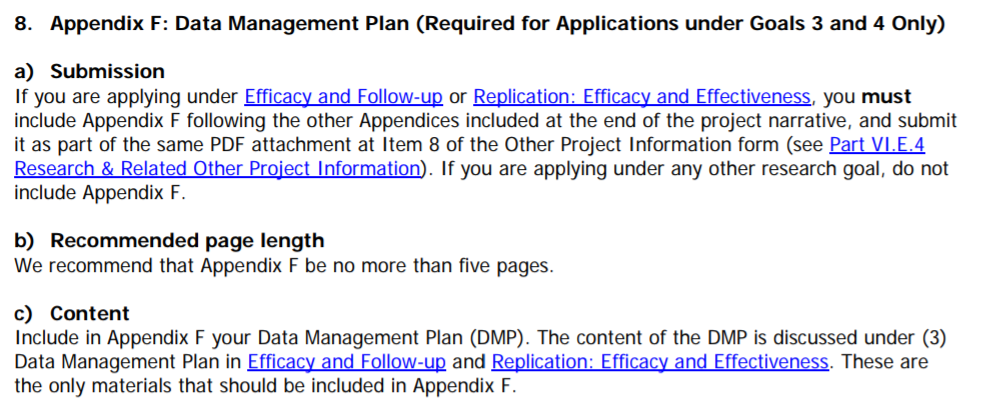 8. Appendix F: Data Management Plan (Required for Applications under Goals 3 and 4 Only)
a) Submission
If you are applying under Efficacy and Follow-up or Replication: Efficacy and Effectiveness, you must
include Appendix F following the other Appendices included at the end of the project narrative, and submit
it as part of the same PDF attachment at Item 8 of the Other Project Information form (see Part VI.E.4
Research & Related Other Project Information). If you are applying under any other research goal, do not
include Appendix F.
b) Recommended page length
We recommend that Appendix F be no more than five pages.
c) Content
Include in Appendix F your Data Management Plan (DMP). The content of the DMP is discussed under (3)
Data Management Plan in Efficacy and Follow-up and Replication: Efficacy and Effectiveness. These are
the only materials that should be included in Appendix F.